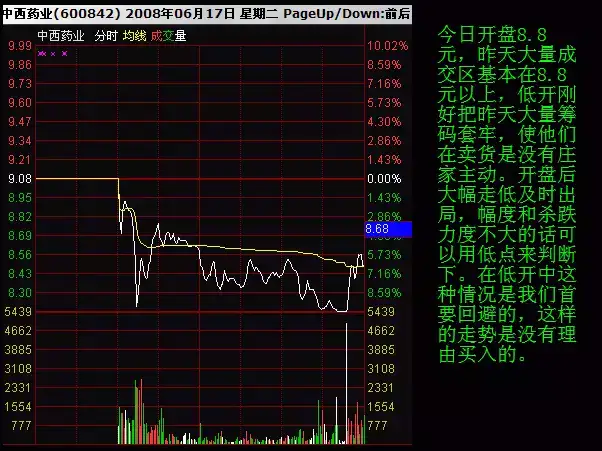 中西药业(600842) 2008年06月17日 星期二 PageUp/Down:前后
中西药业 分时 均线 成交量
9.99 10.02%
9.86 8.59%
9.73 7.16%
9.60 5.73%
9.47 4.30%
9.34 2.86%
9.21 1.43%
9.08 0.00%
8.95 1.43%
8.82 2.86%
8.69
8.68
8.56 5.73%
8.43 7.16%
8.30 8.59%
5439 5439
4662 4662
3885 3885
3108 3108
2331 2331
1554 1554
777 777
今日开盘8.8
元，昨天大量成
交区基本在8.8
元以上，低开刚
好把昨天大量筹
码套牢，使他们
在卖货是没有庄
家主动。开盘后
大幅走低及时出
局，幅度和杀跌
力度不大的话可
以用低点来判断
下。在低开中这
种情况是我们首
要回避的，这样
的走势是没有理
由买入的。